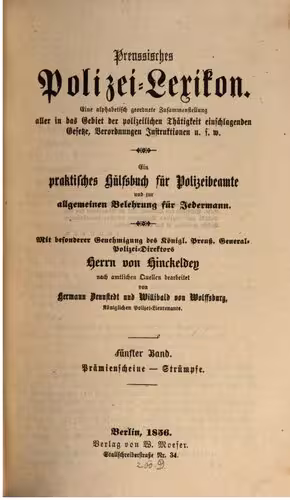 Preussisches
Polizei-Lexikon.
Eine alphabetisch geordnete Zusammenstellung
aller in das Gebiet der polizeilichen Thätigkeit einschlagenden
Gesetze, Verordnungen Instruktionen u. s. w.
Ein
praktisches Hülfsbuch für Polizeibeamte
und zur
allgemeinen Belehrung für Jedermann.
Mit besonderer Genehmigung des Königl. Preuß. General-
Polizei-Direktors
Herrn von Hinckeldey
nach amtlichen Quellen bearbeitet
von
Hermann Dennstedt und Willibald von Wolffsburg,
Königlichen Polizei-Lieutenants.
Fünfter Band.
Prämienscheine — Strümpfe.
Berlin, 1856.
Verlag von W. Moeser.
Stallschreiberstraße Nr. 34.